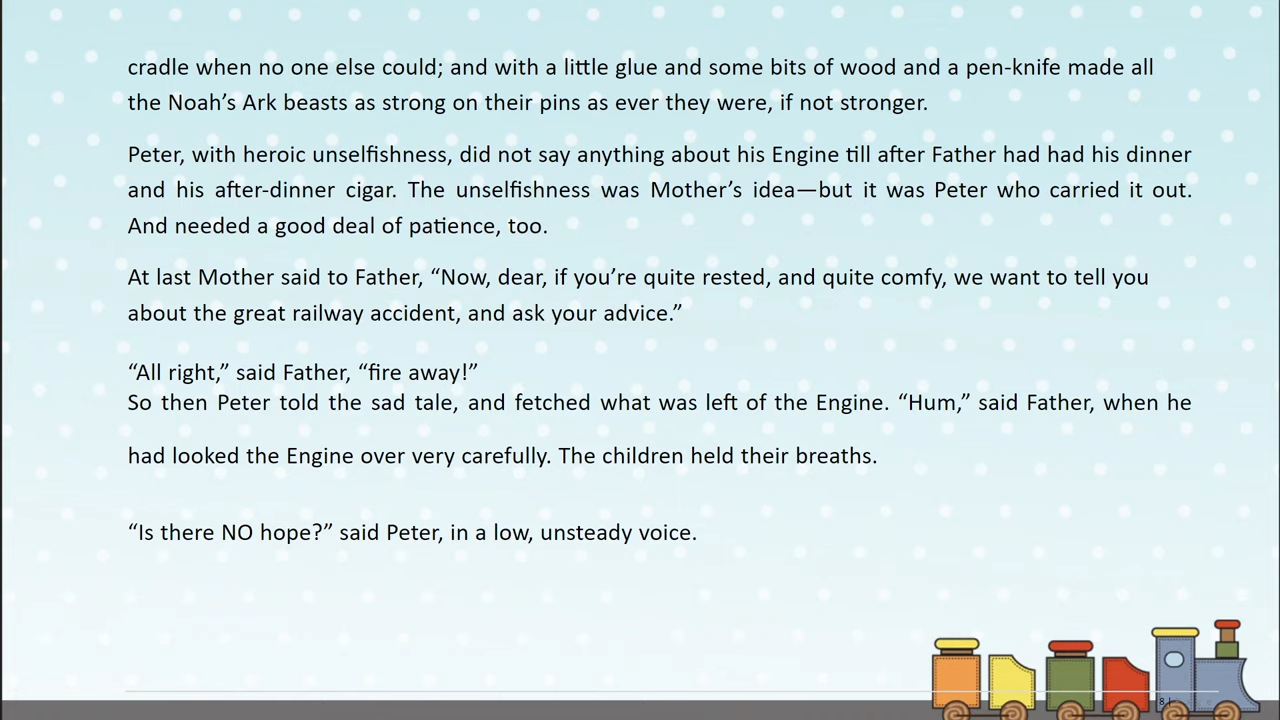 cradle when no one else could; and with a little glue and some bits of wood and a pen-knife made all
the Noah’s Ark beasts as strong on their pins as ever they were, if not stronger.
Peter, with heroic unselfishness, did not say anything about his Engine till after Father had had his dinner
and his after-dinner cigar. The unselfishness was Mother’s idea—but it was Peter who carried it out.
And needed a good deal of patience, too.
At last Mother said to Father, “Now, dear, if you’re quite rested, and quite comfy, we want to tell you
about the great railway accident, and ask your advice.”
“All right,” said Father, “fire away!”
So then Peter told the sad tale, and fetched what was left of the Engine. “Hum,” said Father, when he
had looked the Engine over very carefully. The children held their breaths.
“Is there NO hope?” said Peter, in a low, unsteady voice.
8 |